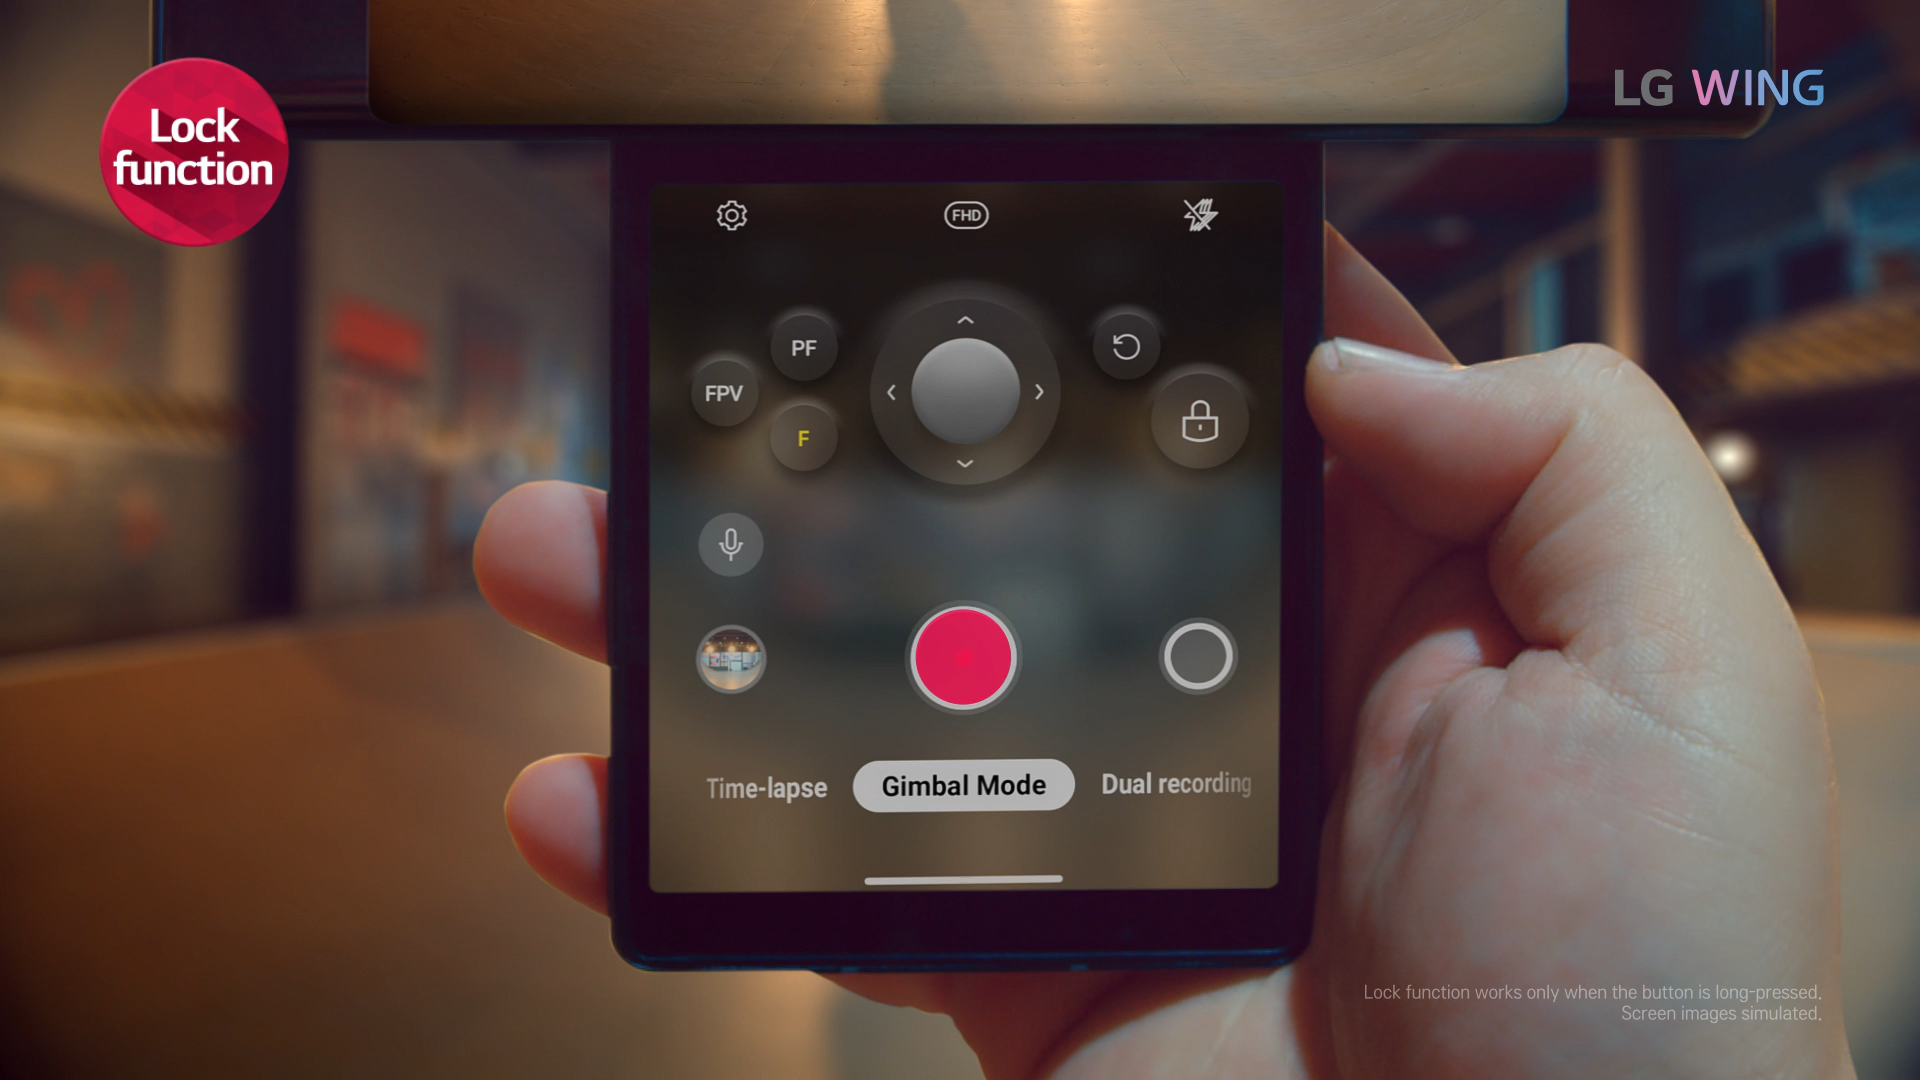 Lock
function
LG WING
FHD
PF
FPV
F
Time-lapse
Gimbal Mode
Dual recording
Lock function works only when the button is long-pressed.
Screen images simulated.